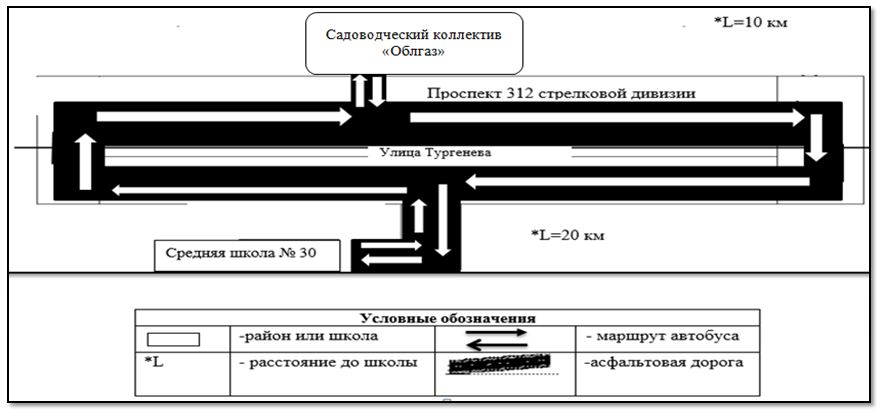 *L=10 км
Садоводческий коллектив
«Облгаз»
Проспект 312 стрелковой дивизии
Улица Тургенева
*L=20 км
Средняя школа № 30
Условные обозначения
-район или школа
- маршрут автобуса
*L
- расстояние до школы
-асфальтовая дорога